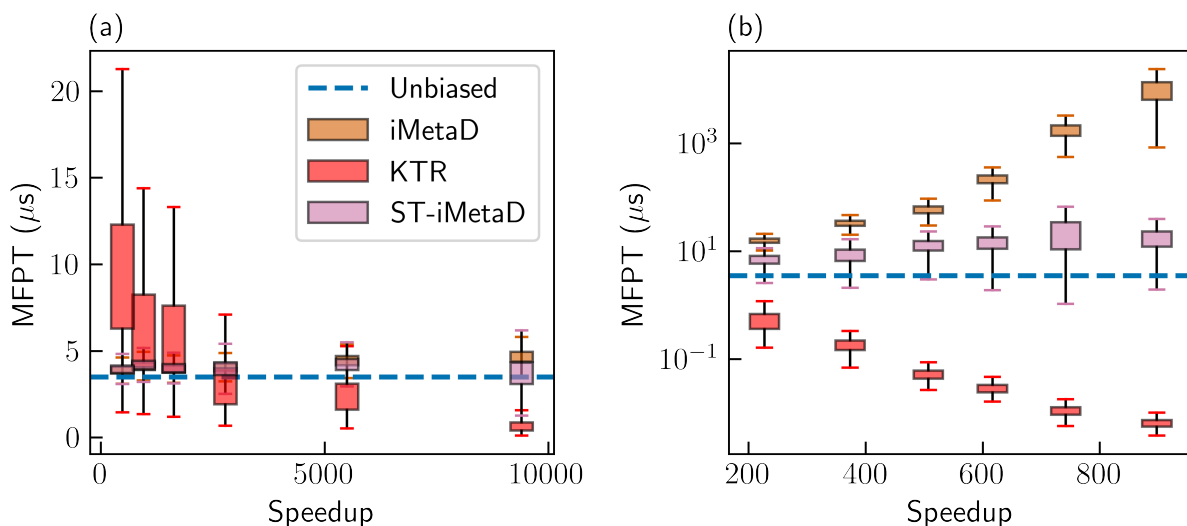 (a)
MFPT (μs)
20
15
10
5
0
0
5000
10000
Speedup
Unbiased
iMetaD
KTR
ST-iMetaD
(b)
MFPT (μs)
10³
10¹
10⁻¹
200
400
600
800
Speedup